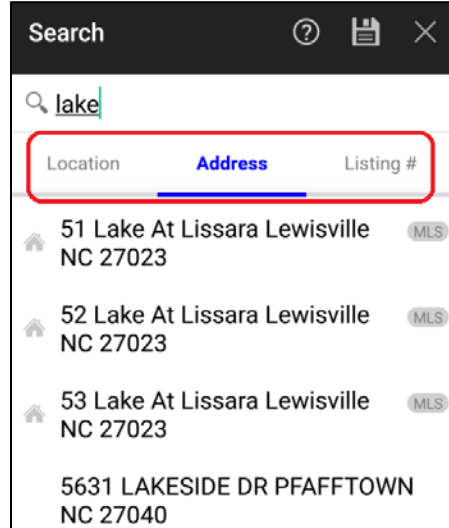 Search
lake
Location Address Listing #
51 Lake At Lissara Lewisville MLS
NC 27023
52 Lake At Lissara Lewisville MLS
NC 27023
53 Lake At Lissara Lewisville MLS
NC 27023
5631 LAKESIDE DR PFAFFTOWN
NC 27040